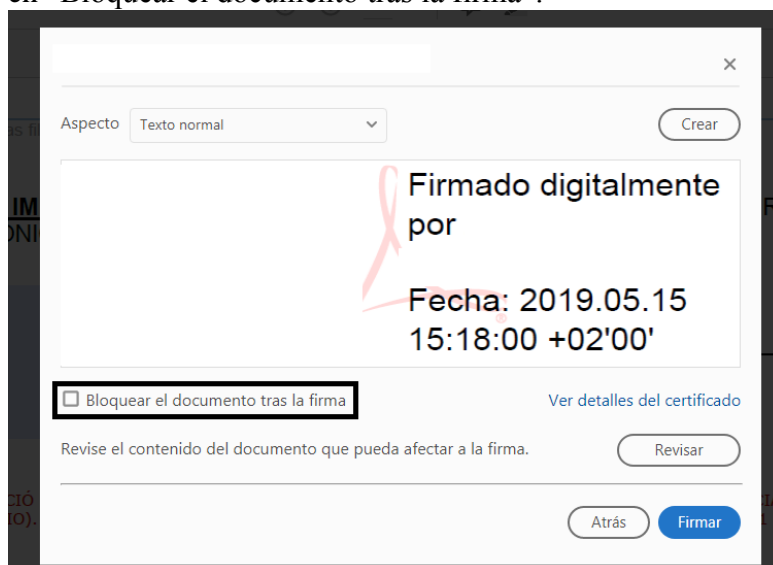 en "Bloquear el documento tras la firma".
×
Aspecto Texto normal Crear
Firmado digitalmente
por
Fecha: 2019.05.15
15:18:00 +02'00'
Bloquear el documento tras la firma Ver detalles del certificado
Revise el contenido del documento que pueda afectar a la firma. Revisar
Atrás Firmar